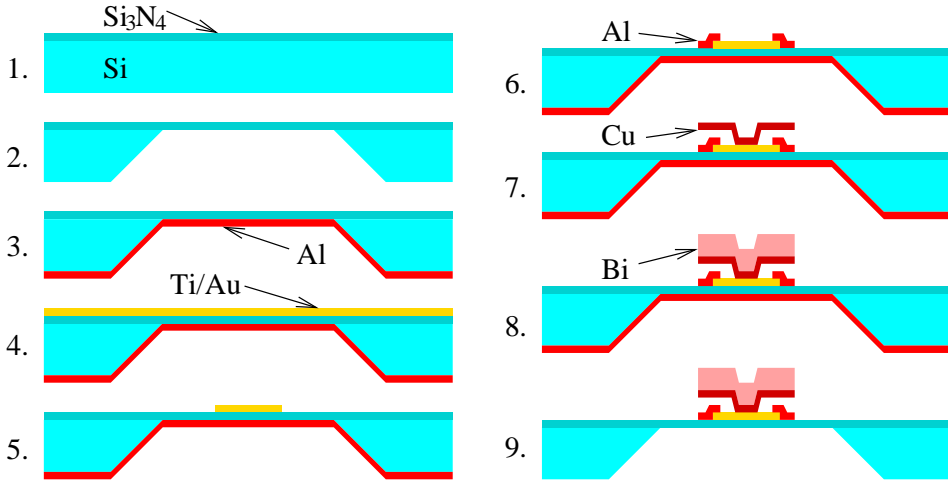 Si₃N₄
1.
Si
2.
3.
Al
Ti/Au
4.
5.
Al
6.
Cu
7.
Bi
8.
9.